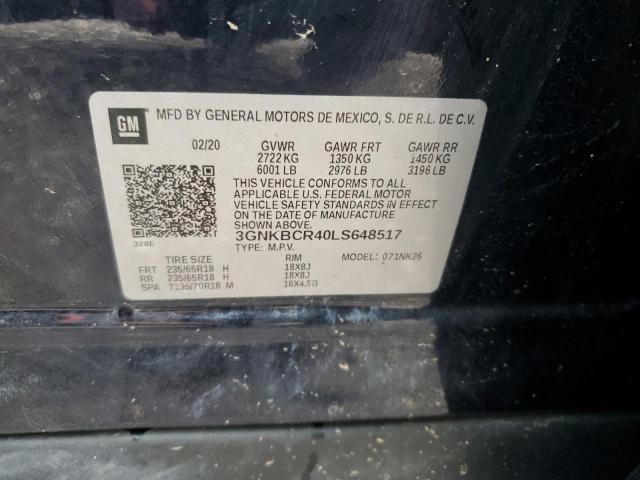 GM MFD BY GENERAL MOTORS DE MEXICO, S. DE R.L. DE C.V.
02/20 GVWR GAWR FRT GAWR RR
2722 KG 1350 KG 1450 KG
6001 LB 2976 LB 3196 LB
THIS VEHICLE CONFORMS TO ALL
APPLICABLE U.S. FEDERAL MOTOR
VEHICLE SAFETY STANDARDS IN EFFECT
ON THE DATE OF MANUFACTURE
SHOWN ABOVE.
3GNKBCR40LS648517
328E TYPE: M.P.V.
TIRE SIZE RIM MODEL: 071NK26
FRT 235/65R18 H 18X8J
RR 235/65R18 H 18X8J
SPA T135/70R18 M 18X4.5B